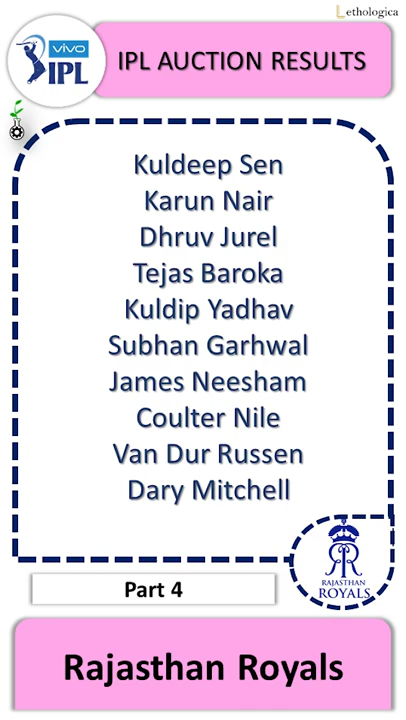 Lethologica
vivo
IPL
IPL AUCTION RESULTS
Kuldeep Sen
Karun Nair
Dhruv Jurel
Tejas Baroka
Kuldip Yadhav
Subhan Garhwal
James Neesham
Coulter Nile
Van Dur Russen
Dary Mitchell
RAJASTHAN
ROYALS
Part 4
Rajasthan Royals